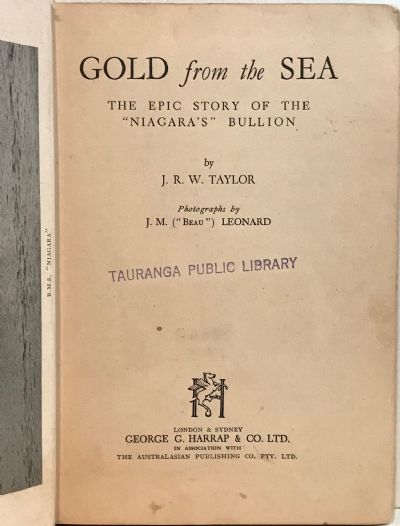 GOLD from the SEA
THE EPIC STORY OF THE
"NIAGARA'S" BULLION
by
J. R. W. TAYLOR
Photographs by
J. M. ("BEAU") LEONARD
TAURANGA PUBLIC LIBRARY
LONDON & SYDNEY
GEORGE G. HARRAP & CO. LTD.
IN ASSOCIATION WITH
THE AUSTRALASIAN PUBLISHING CO. PTY. LTD.
R.M.S. "NIAGARA"